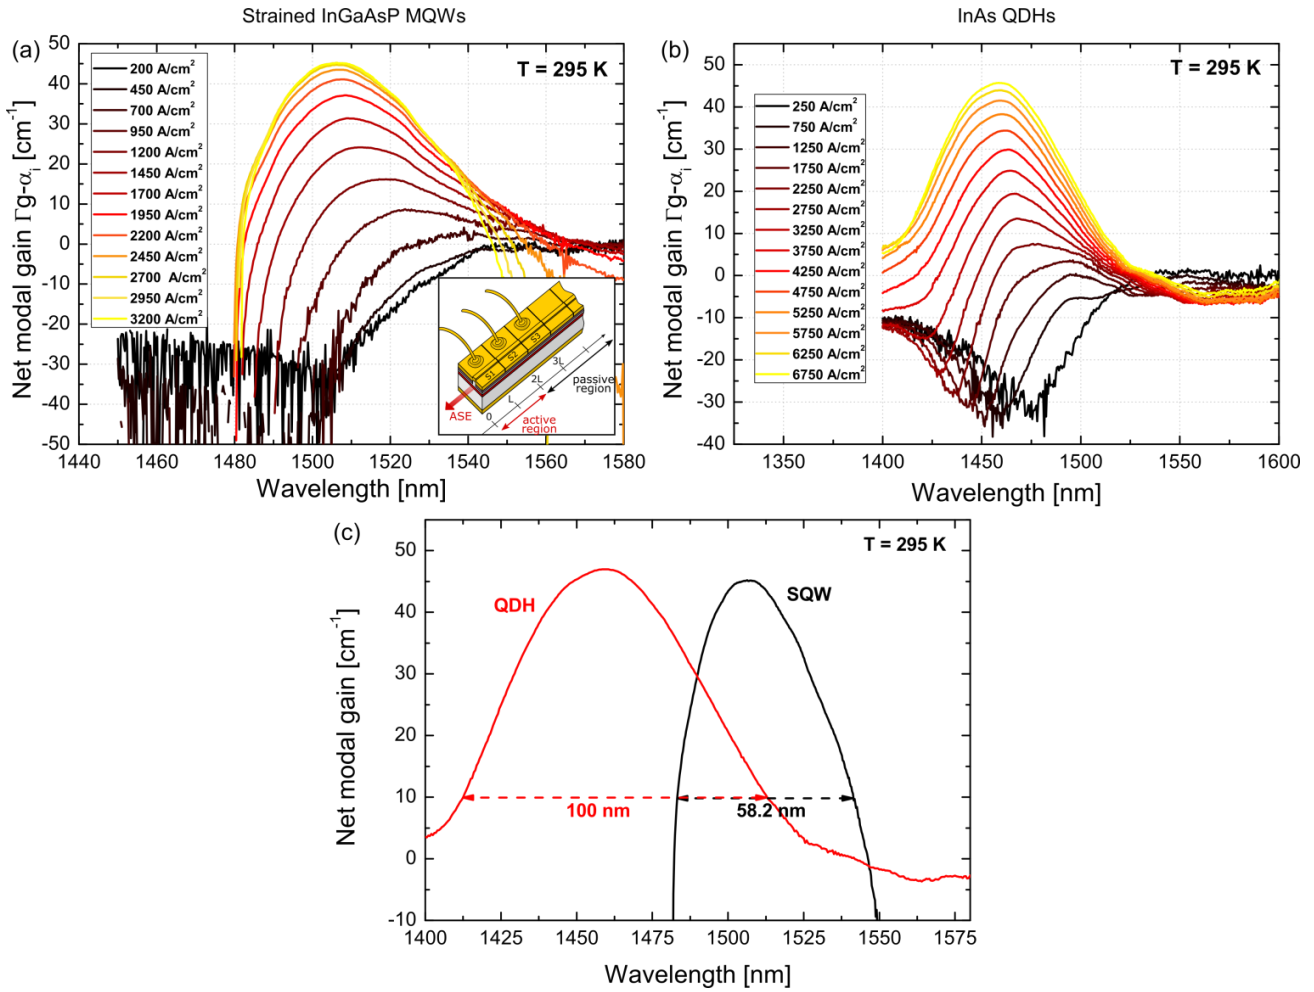 Strained InGaAsP MQWs
InAs QDHs
(a)
T = 295 K
Net modal gain Γg-αi [cm-1]
50
40
30
20
10
0
-10
-20
-30
-40
-50
200 A/cm2
450 A/cm2
700 A/cm2
950 A/cm2
1200 A/cm2
1450 A/cm2
1700 A/cm2
1950 A/cm2
2200 A/cm2
2450 A/cm2
2700 A/cm2
2950 A/cm2
3200 A/cm2
S1
S2
S3
ASE
0
L
2L
3L
active
region
passive
region
1440 1460 1480 1500 1520 1540 1560 1580
Wavelength [nm]
(b)
T = 295 K
Net modal gain Γg-αi [cm-1]
50
40
30
20
10
0
-10
-20
-30
-40
250 A/cm2
750 A/cm2
1250 A/cm2
1750 A/cm2
2250 A/cm2
2750 A/cm2
3250 A/cm2
3750 A/cm2
4250 A/cm2
4750 A/cm2
5250 A/cm2
5750 A/cm2
6250 A/cm2
6750 A/cm2
1350 1400 1450 1500 1550 1600
Wavelength [nm]
(c)
T = 295 K
Net modal gain [cm-1]
50
40
30
20
10
0
-10
QDH
SQW
100 nm
58.2 nm
1400 1425 1450 1475 1500 1525 1550 1575
Wavelength [nm]